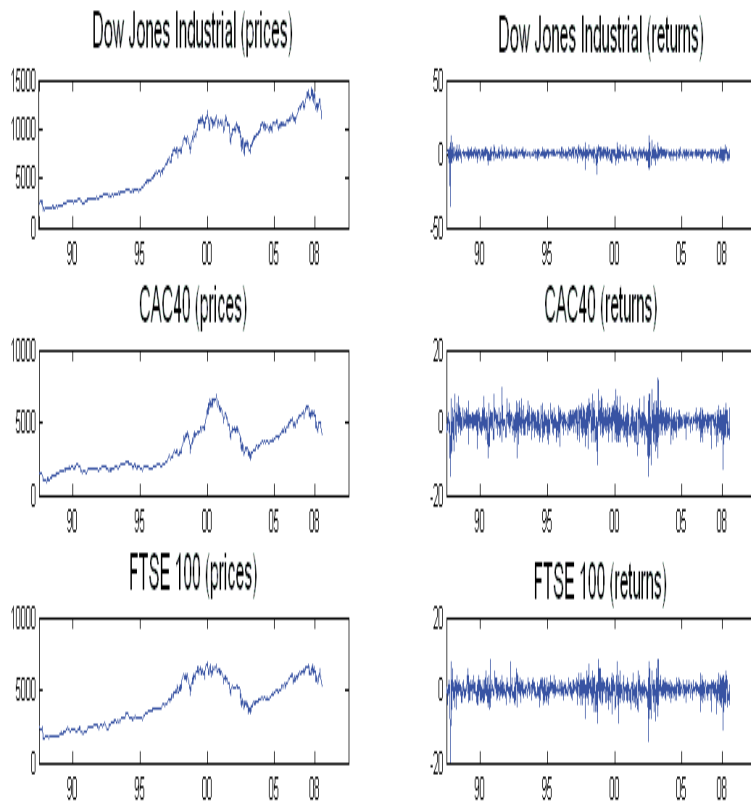 Dow Jones Industrial (prices)
15000
10000
5000
0
90 95 00 05 08
Dow Jones Industrial (returns)
50
0
-50
90 95 00 05 08
CAC40 (prices)
10000
5000
0
90 95 00 05 08
CAC40 (returns)
20
0
-20
90 95 00 05 08
FTSE 100 (prices)
10000
5000
0
90 95 00 05 08
FTSE 100 (returns)
20
0
-20
90 95 00 05 08